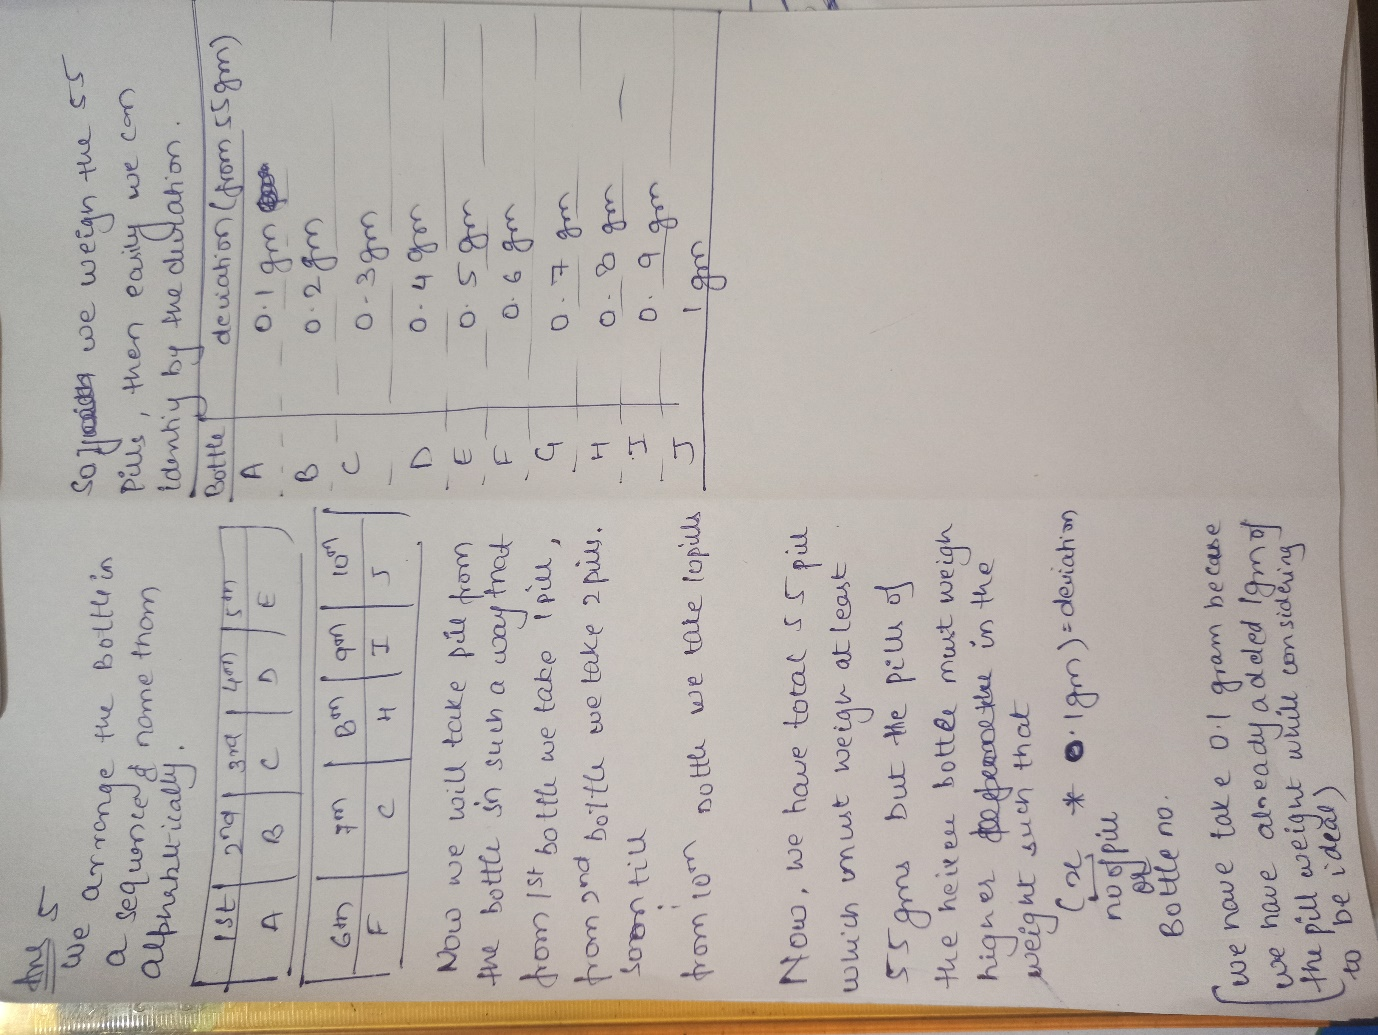 Ans 5
We arrange the Bottle in
a sequence & name them
alphabetically.
1st 2nd 3rd 4th 5th
A B C D E
6th 7th 8th 9th 10th
F C H I J
Now we will take pill from
the bottle in such a way that
from 1st bottle we take 1 pill,
from 2nd bottle we take 2 pills.
so on till
from 10th bottle we take 10 pills
Now, we have total 55 pill
which must weigh at least
55 gms but the pills of
the heiveu bottle must weigh
higher in the
weight such that
(x * 0.1gm) = deviation
no of pill
or
Bottle no.
(we have take 0.1 gram because
we have already added 1gm of
the pill weight while considering
to be ideal)
So we weigh the 55
pills, then easily we can
identiy by the deviation.
Bottle deviation (from 55 gm)
A 0.1 gm
B 0.2 gm
C 0.3 gm
D 0.4 gm
E 0.5 gm
F 0.6 gm
G 0.7 gm
H 0.8 gm
I 0.9 gm
J 1 gm